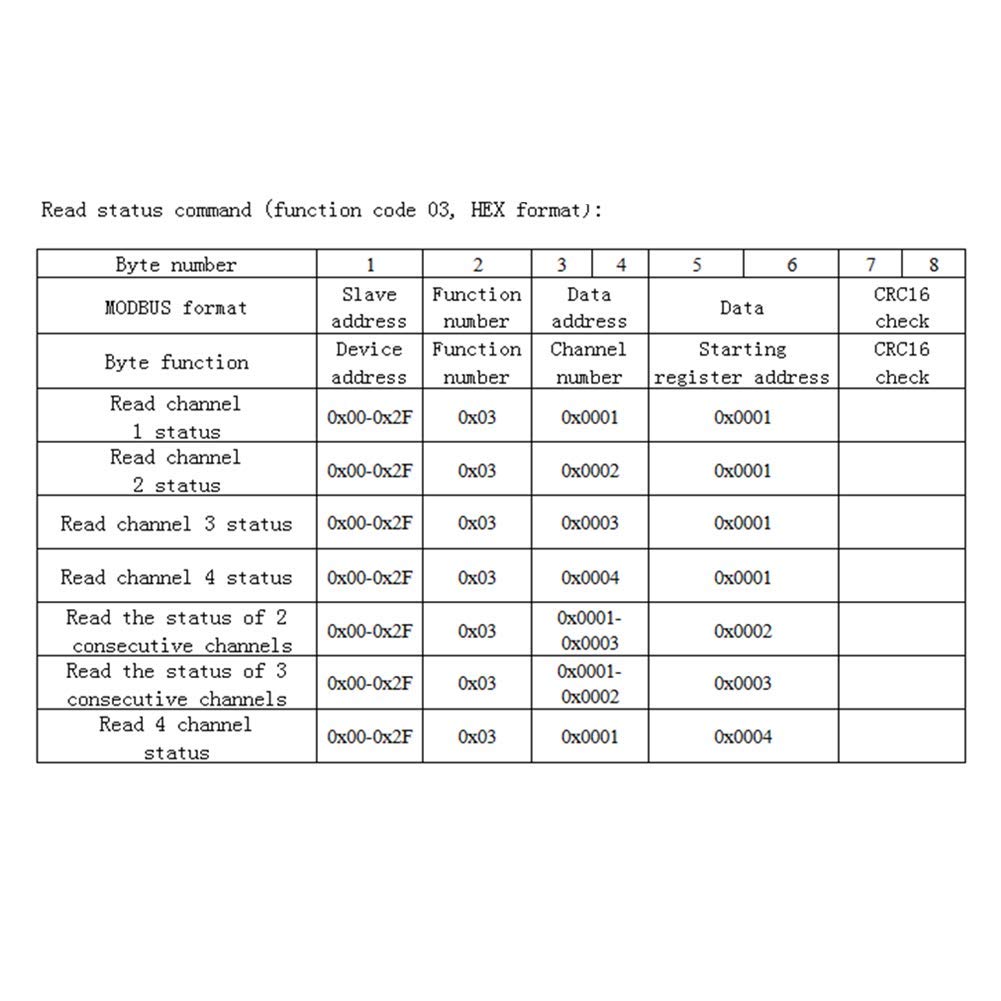 Read status command (function code 03, HEX format):
Byte number 1 2 3 4 5 6 7 8
MODBUS format Slave address Function number Data address Data CRC16 check
Byte function Device address Function number Channel number Starting register address CRC16 check
Read channel 1 status 0x00-0x2F 0x03 0x0001 0x0001
Read channel 2 status 0x00-0x2F 0x03 0x0002 0x0001
Read channel 3 status 0x00-0x2F 0x03 0x0003 0x0001
Read channel 4 status 0x00-0x2F 0x03 0x0004 0x0001
Read the status of 2 consecutive channels 0x00-0x2F 0x03 0x0001-0x0003 0x0002
Read the status of 3 consecutive channels 0x00-0x2F 0x03 0x0001-0x0002 0x0003
Read 4 channel status 0x00-0x2F 0x03 0x0001 0x0004